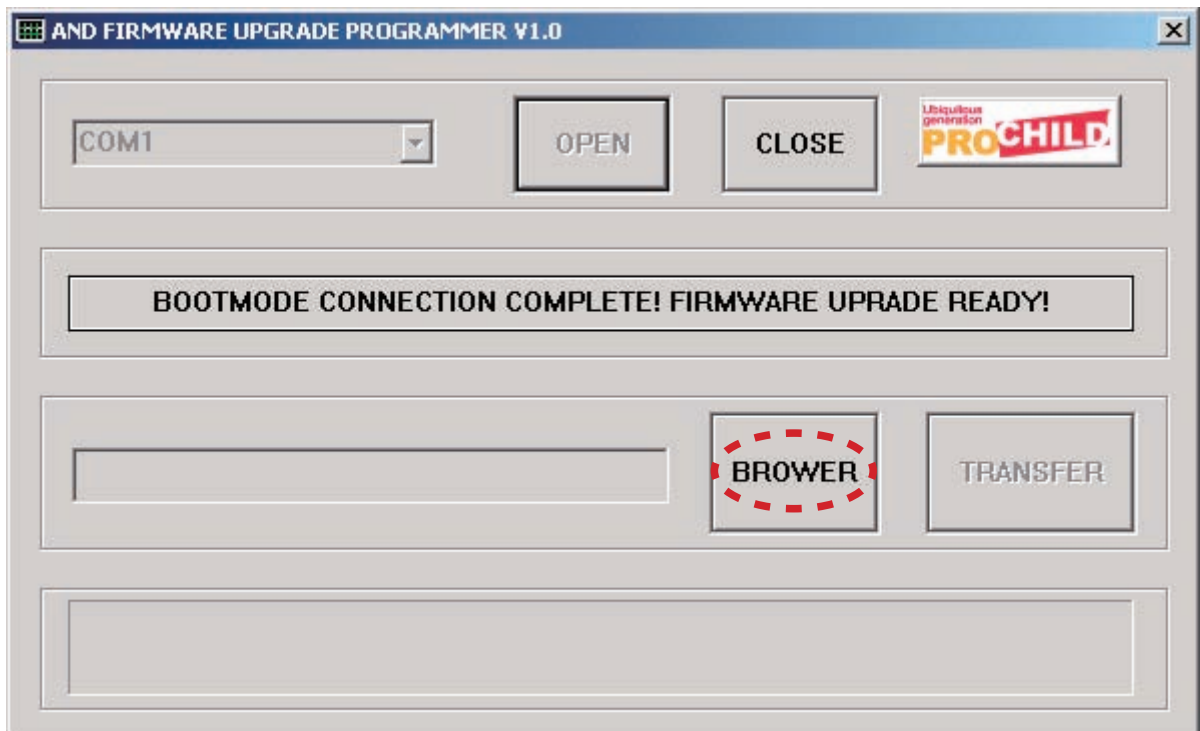 AND FIRMWARE UPGRADE PROGRAMMER V1.0
COM1
OPEN
CLOSE
Ubiquitous
generation
PROCHILD
BOOTMODE CONNECTION COMPLETE! FIRMWARE UPRADE READY!
BROWER
TRANSFER